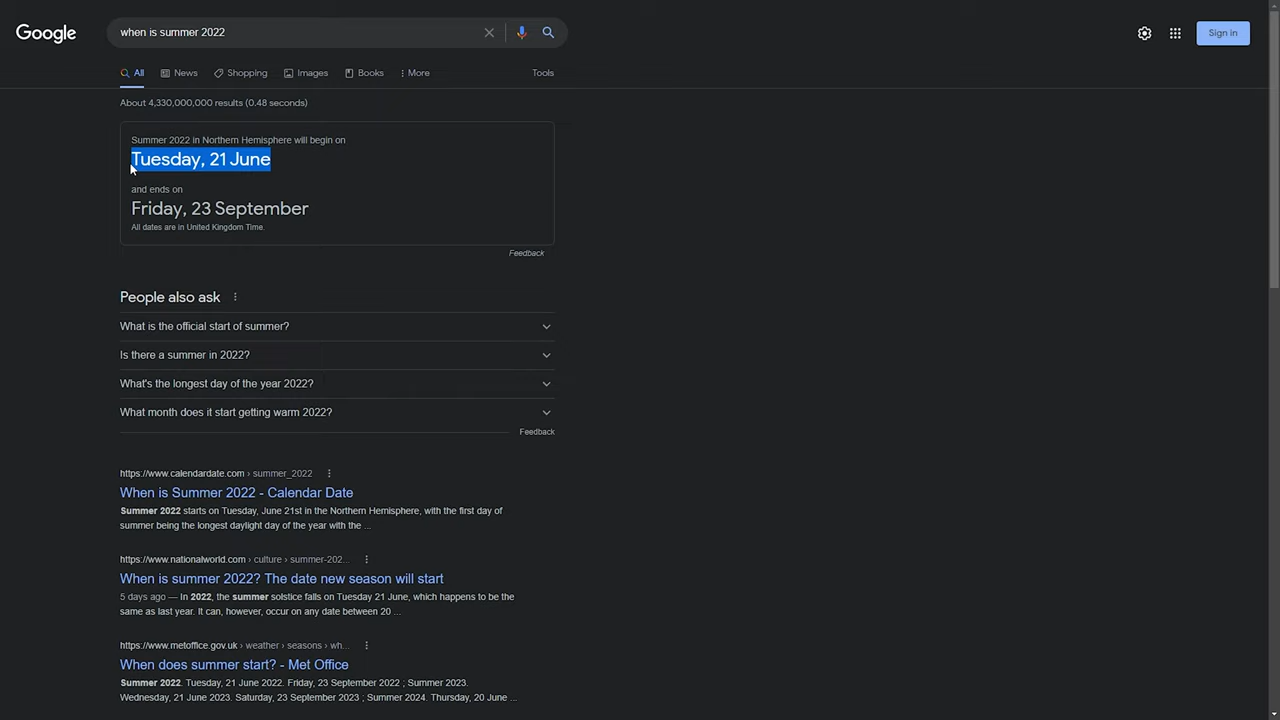 Google
when is summer 2022
Sign in
All
News
Shopping
Images
Books
More
Tools
About 4,330,000,000 results (0.48 seconds)
Summer 2022 in Northern Hemisphere will begin on
Tuesday, 21 June
and ends on
Friday, 23 September
All dates are in United Kingdom Time.
Feedback
People also ask
What is the official start of summer?
Is there a summer in 2022?
What's the longest day of the year 2022?
What month does it start getting warm 2022?
Feedback
https://www.calendardate.com › summer_2022
When is Summer 2022 - Calendar Date
Summer 2022 starts on Tuesday, June 21st in the Northern Hemisphere, with the first day of
summer being the longest daylight day of the year with the ...
https://www.nationalworld.com › culture › summer-202...
When is summer 2022? The date new season will start
5 days ago — In 2022, the summer solstice falls on Tuesday 21 June, which happens to be the
same as last year. It can, however, occur on any date between 20 ...
https://www.metoffice.gov.uk › weather › seasons › wh...
When does summer start? - Met Office
Summer 2022. Tuesday, 21 June 2022. Friday, 23 September 2022 ; Summer 2023.
Wednesday, 21 June 2023. Saturday, 23 September 2023 ; Summer 2024. Thursday, 20 June ...